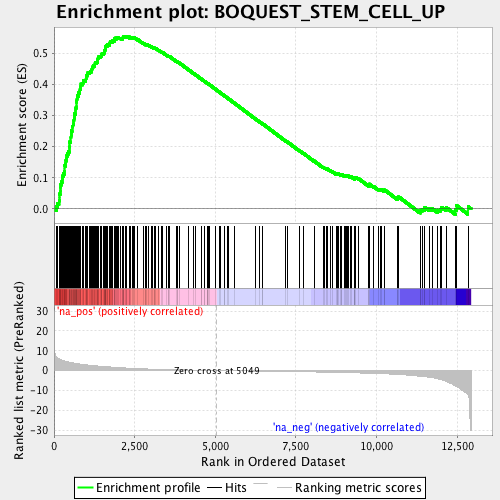 Enrichment plot: BOQUEST_STEM_CELL_UP
Enrichment score (ES)
0.5
0.4
0.3
0.2
0.1
0.0
'na_pos' (positively correlated)
Ranked list metric (PreRanked)
30
20
10
0
-10
-20
-30
Zero cross at 5049
'na_neg' (negatively correlated)
0 2,500 5,000 7,500 10,000 12,500
Rank in Ordered Dataset
Enrichment profile Hits Ranking metric scores